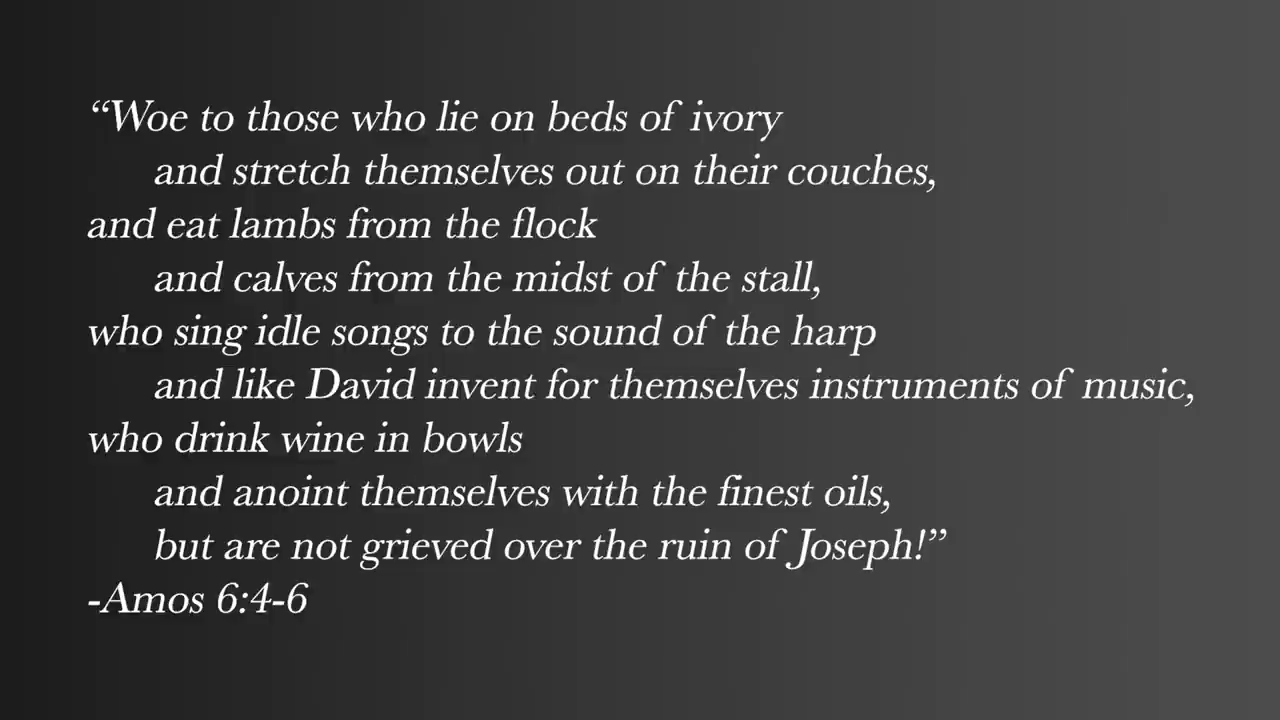 “Woe to those who lie on beds of ivory
and stretch themselves out on their couches,
and eat lambs from the flock
and calves from the midst of the stall,
who sing idle songs to the sound of the harp
and like David invent for themselves instruments of music,
who drink wine in bowls
and anoint themselves with the finest oils,
but are not grieved over the ruin of Joseph!”
-Amos 6:4-6